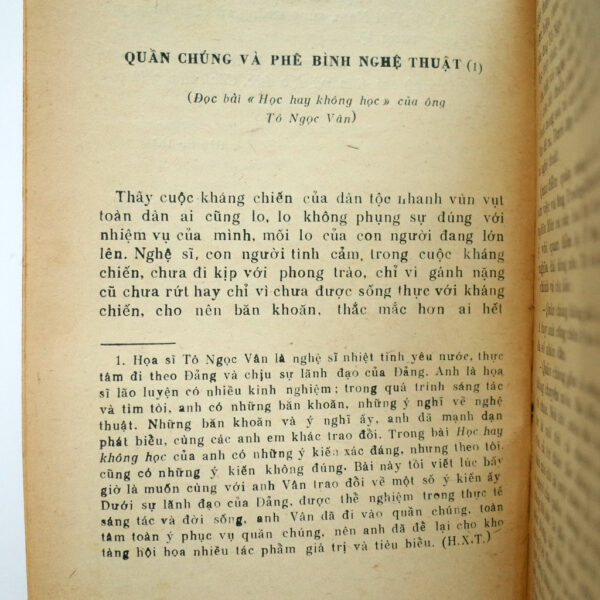 QUẦN CHÚNG VÀ PHÊ BÌNH NGHỆ THUẬT (1)
(Đọc bài « Học hay không học » của ông
Tô Ngọc Vân)
Thấy cuộc kháng chiến của dân tộc nhanh vùn vụt
toàn dân ai cũng lo, lo không phụng sự đúng với
nhiệm vụ của mình, mối lo của con người đang lớn
lên. Nghệ sĩ, con người tình cảm, trong cuộc kháng
chiến, chưa đi kịp với phong trào, chỉ vì gánh nặng
cũ chưa rứt hay chỉ vì chưa được sống thực với kháng
chiến, cho nên băn khoăn, thắc mắc hơn ai hết
1. Họa sĩ Tô Ngọc Vân là nghệ sĩ nhiệt tình yêu nước, thực
tâm đi theo Đảng và chịu sự lãnh đạo của Đảng. Anh là họa
sĩ lão luyện có nhiều kinh nghiệm ; trong quá trình sáng tác
và tìm tòi, anh có những băn khoăn, những ý nghĩ về nghệ
thuật. Những băn khoăn và ý nghĩ ấy, anh đã mạnh dạn
phát biểu, cùng các anh em khác trao đổi. Trong bài Học hay
không học của anh có những ý kiến xác đáng, nhưng theo tôi,
cũng có những ý kiến không đúng. Bài này tôi viết lúc bấy
giờ là muốn cùng với anh Vân trao đổi về một số ý kiến ấy
Dưới sự lãnh đạo của Đảng, được thể nghiệm trong thực tế
sáng tác và đời sống, anh Vân đã đi vào quần chúng, toàn
tâm toàn ý phục vụ quần chúng, nên anh đã để lại cho kho
tàng hội họa nhiều tác phẩm giá trị và tiêu biểu. (H.X.T.)